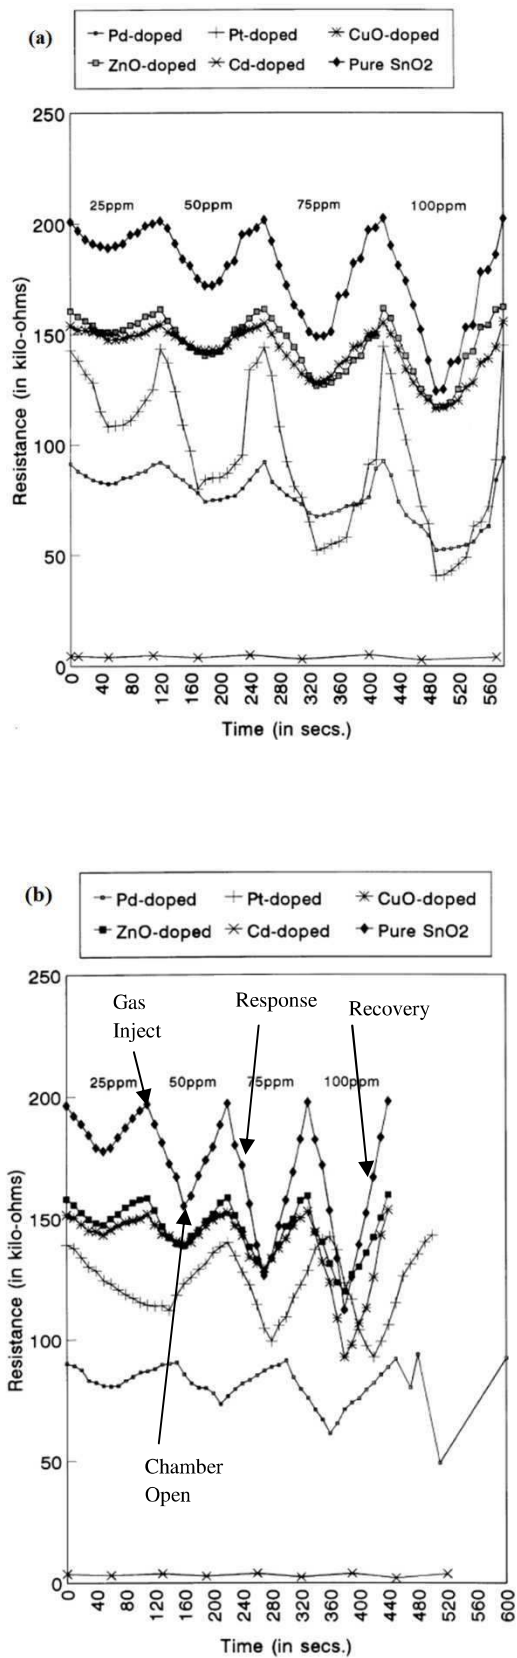 (a)
Pd-doped Pt-doped CuO-doped
ZnO-doped Cd-doped Pure SnO2
250
200
150
100
50
0
25ppm 50ppm 75ppm 100ppm
Resistance (in kilo-ohms)
0 40 80 120 160 200 240 280 320 360 400 440 480 520 560
Time (in secs.)
(b)
Pd-doped Pt-doped CuO-doped
ZnO-doped Cd-doped Pure SnO2
250
200
150
100
50
0
Gas
Inject
Response
Recovery
25ppm 50ppm 75ppm 100ppm
Resistance (in kilo-ohms)
Chamber
Open
0 40 80 120 160 200 240 280 320 360 400 440 480 520 560 600
Time (in secs.)